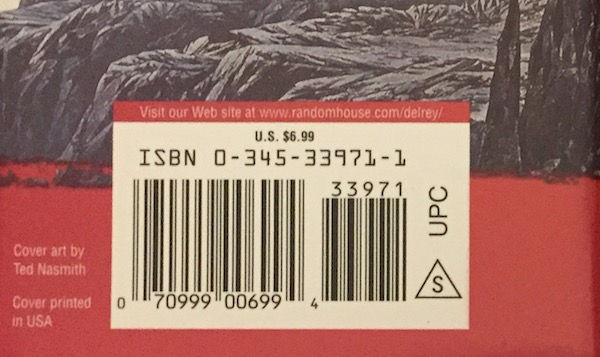 Visit our Web site at www.randomhouse.com/delrey/
U.S. $6.99
ISBN 0-345-33971-1
33971
UPC
S
0 70999 00699 4
Cover art by
Ted Nasmith
Cover printed
in USA